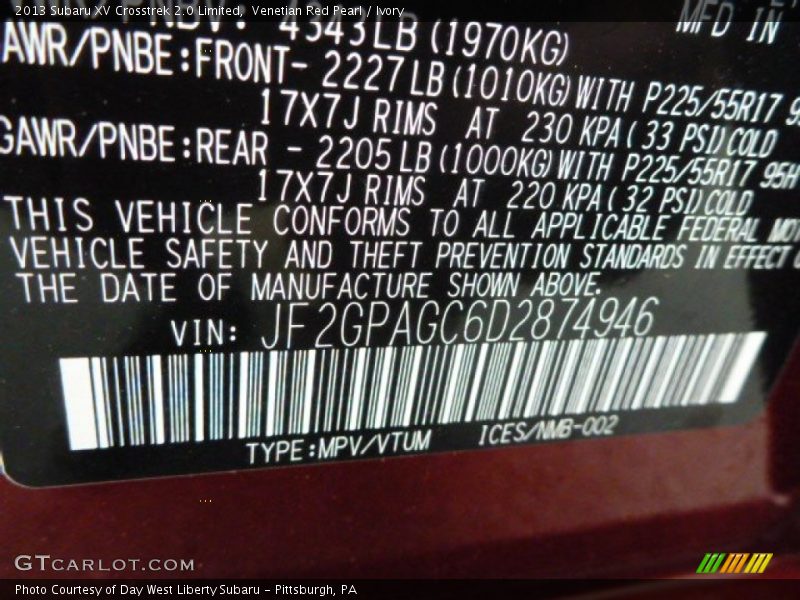 2013 Subaru XV Crosstrek 2.0 Limited, Venetian Red Pearl / Ivory
4343 LB (1970KG)
MFD IN
AWR/PNBE:FRONT- 2227 LB (1010KG) WITH P225/55R17
17X7J RIMS AT 230 KPA ( 33 PSI) COLD
GAWR/PNBE:REAR - 2205 LB (1000KG) WITH P225/55R17 95H
17X7J RIMS AT 220 KPA ( 32 PSI) COLD
THIS VEHICLE CONFORMS TO ALL APPLICABLE FEDERAL
VEHICLE SAFETY AND THEFT PREVENTION STANDARDS IN EFFECT
THE DATE OF MANUFACTURE SHOWN ABOVE.
VIN: JF2GPAGC6D2874946
TYPE:MPV/VTUM ICES/NMB-002
GTCARLOT.COM
Photo Courtesy of Day West Liberty Subaru - Pittsburgh, PA